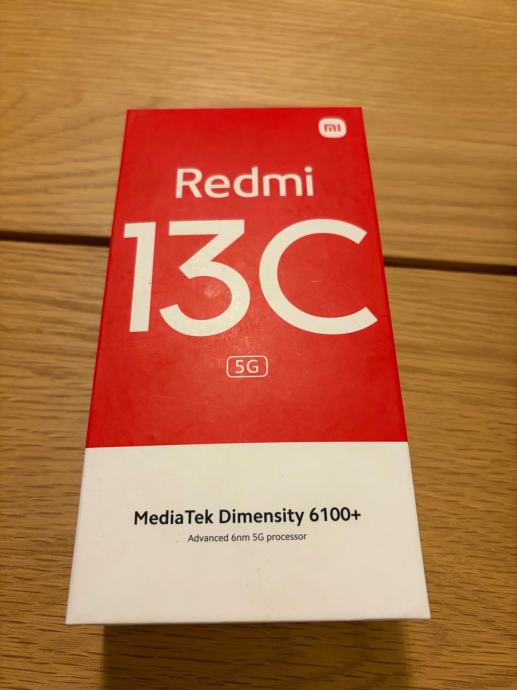 mi
Redmi
13C
5G
MediaTek Dimensity 6100+
Advanced 6nm 5G processor